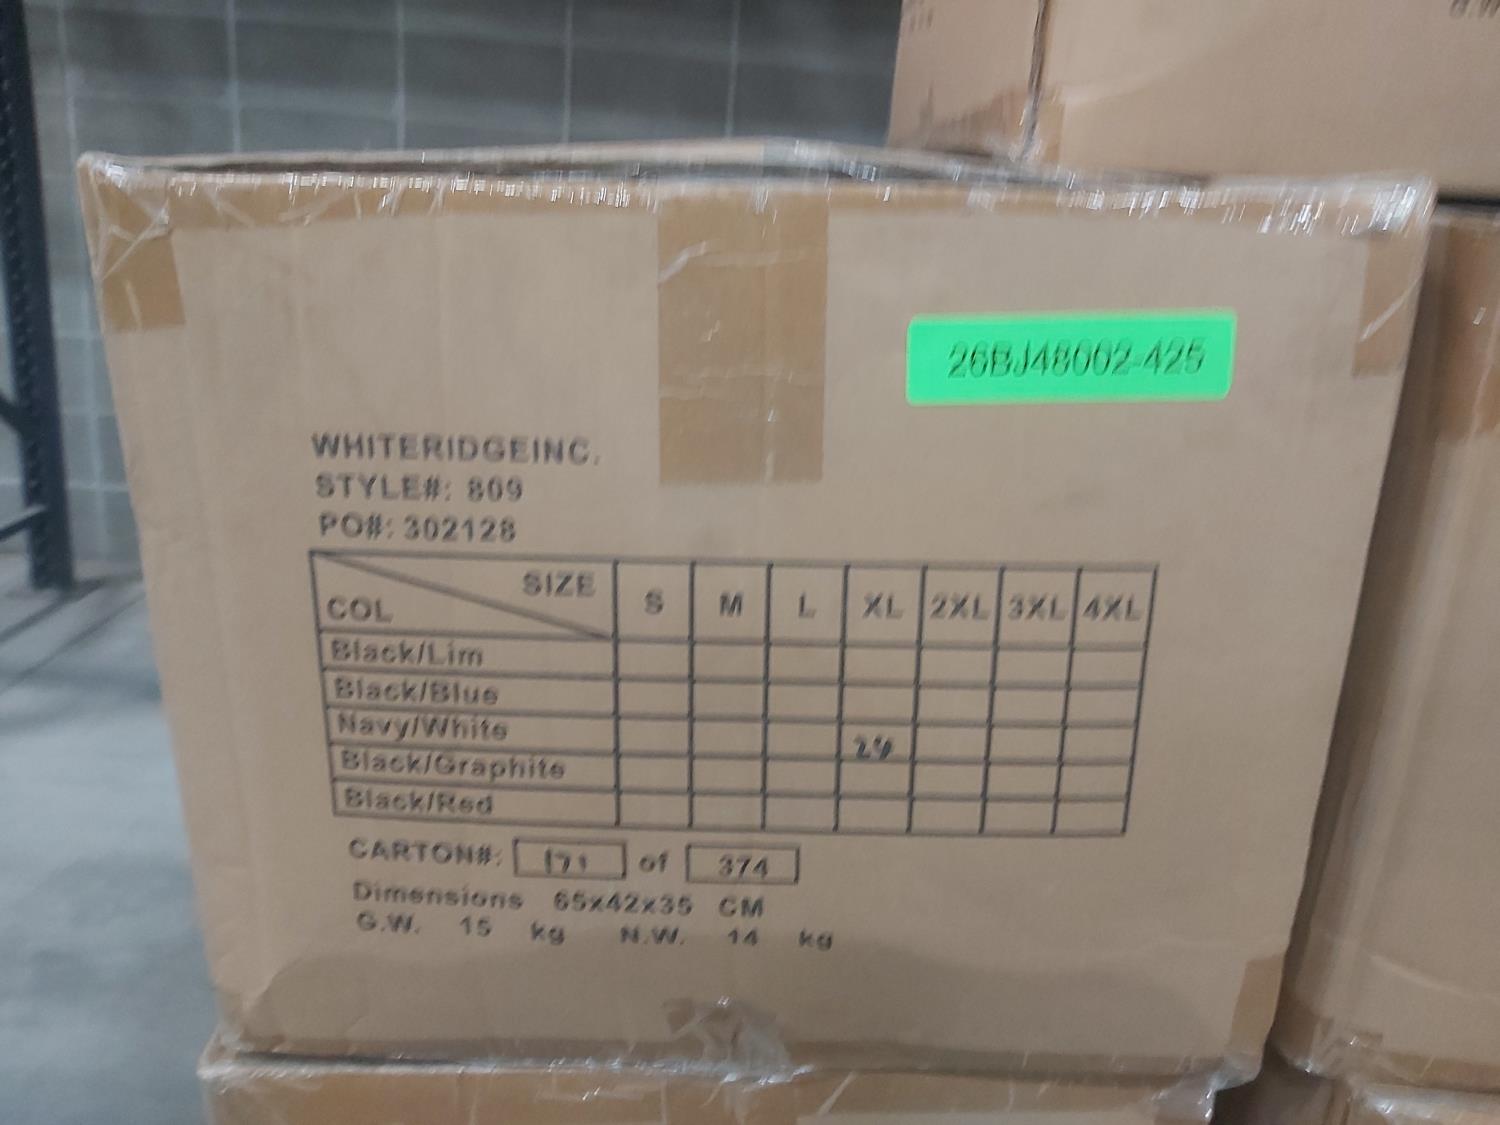 26BJ48002-425
WHITERIDGEINC.
STYLE#: 809
PO#: 302128
SIZE
COL
S M L XL 2XL 3XL 4XL
Black/Lim
Black/Blue
Navy/White
Black/Graphite
Black/Red
CARTON#: 171 of 374
Dimensions 65x42x35 CM
G.W. 15 kg N.W. 14 kg